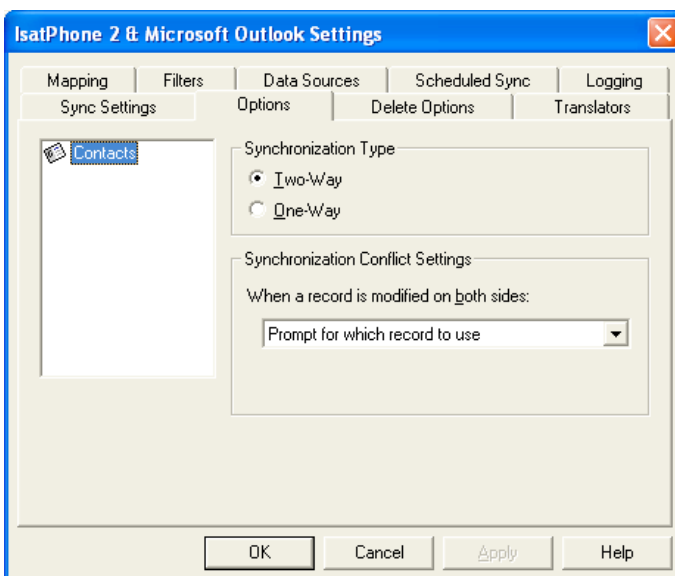 IsatPhone 2 & Microsoft Outlook Settings
Mapping Filters Data Sources Scheduled Sync Logging
Sync Settings Options Delete Options Translators
Contacts
Synchronization Type
Two-Way
One-Way
Synchronization Conflict Settings
When a record is modified on both sides:
Prompt for which record to use
OK Cancel Apply Help